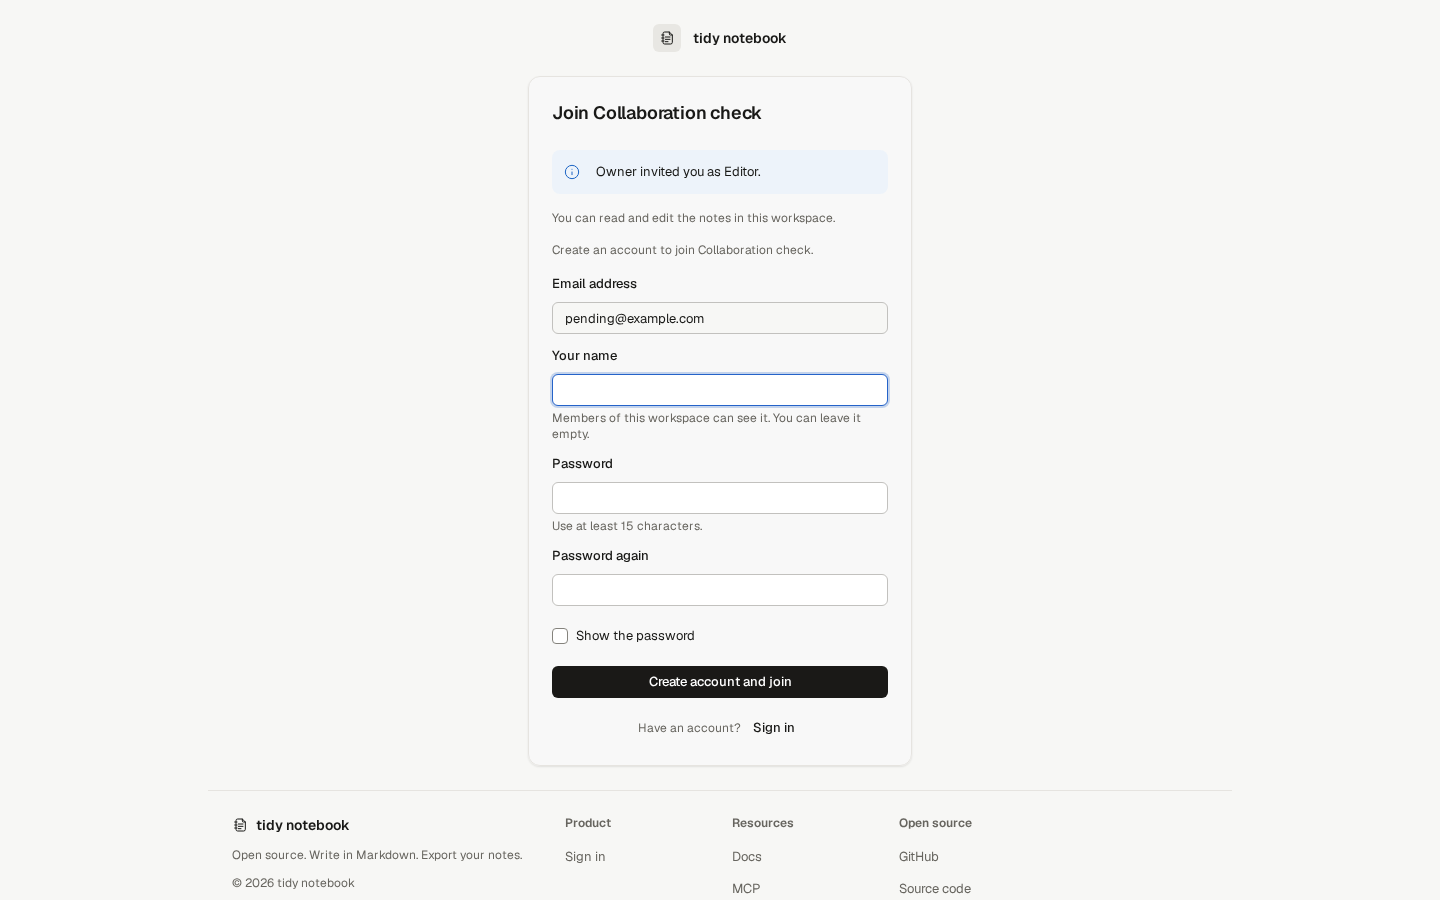 tidy notebook
Join Collaboration check
Owner invited you as Editor.
You can read and edit the notes in this workspace.
Create an account to join Collaboration check.
Email address
pending@example.com
Your name
Members of this workspace can see it. You can leave it
empty.
Password
Use at least 15 characters.
Password again
Show the password
Create account and join
Have an account? Sign in
tidy notebook
Open source. Write in Markdown. Export your notes.
© 2026 tidy notebook
Product
Sign in
Resources
Docs
MCP
Open source
GitHub
Source code